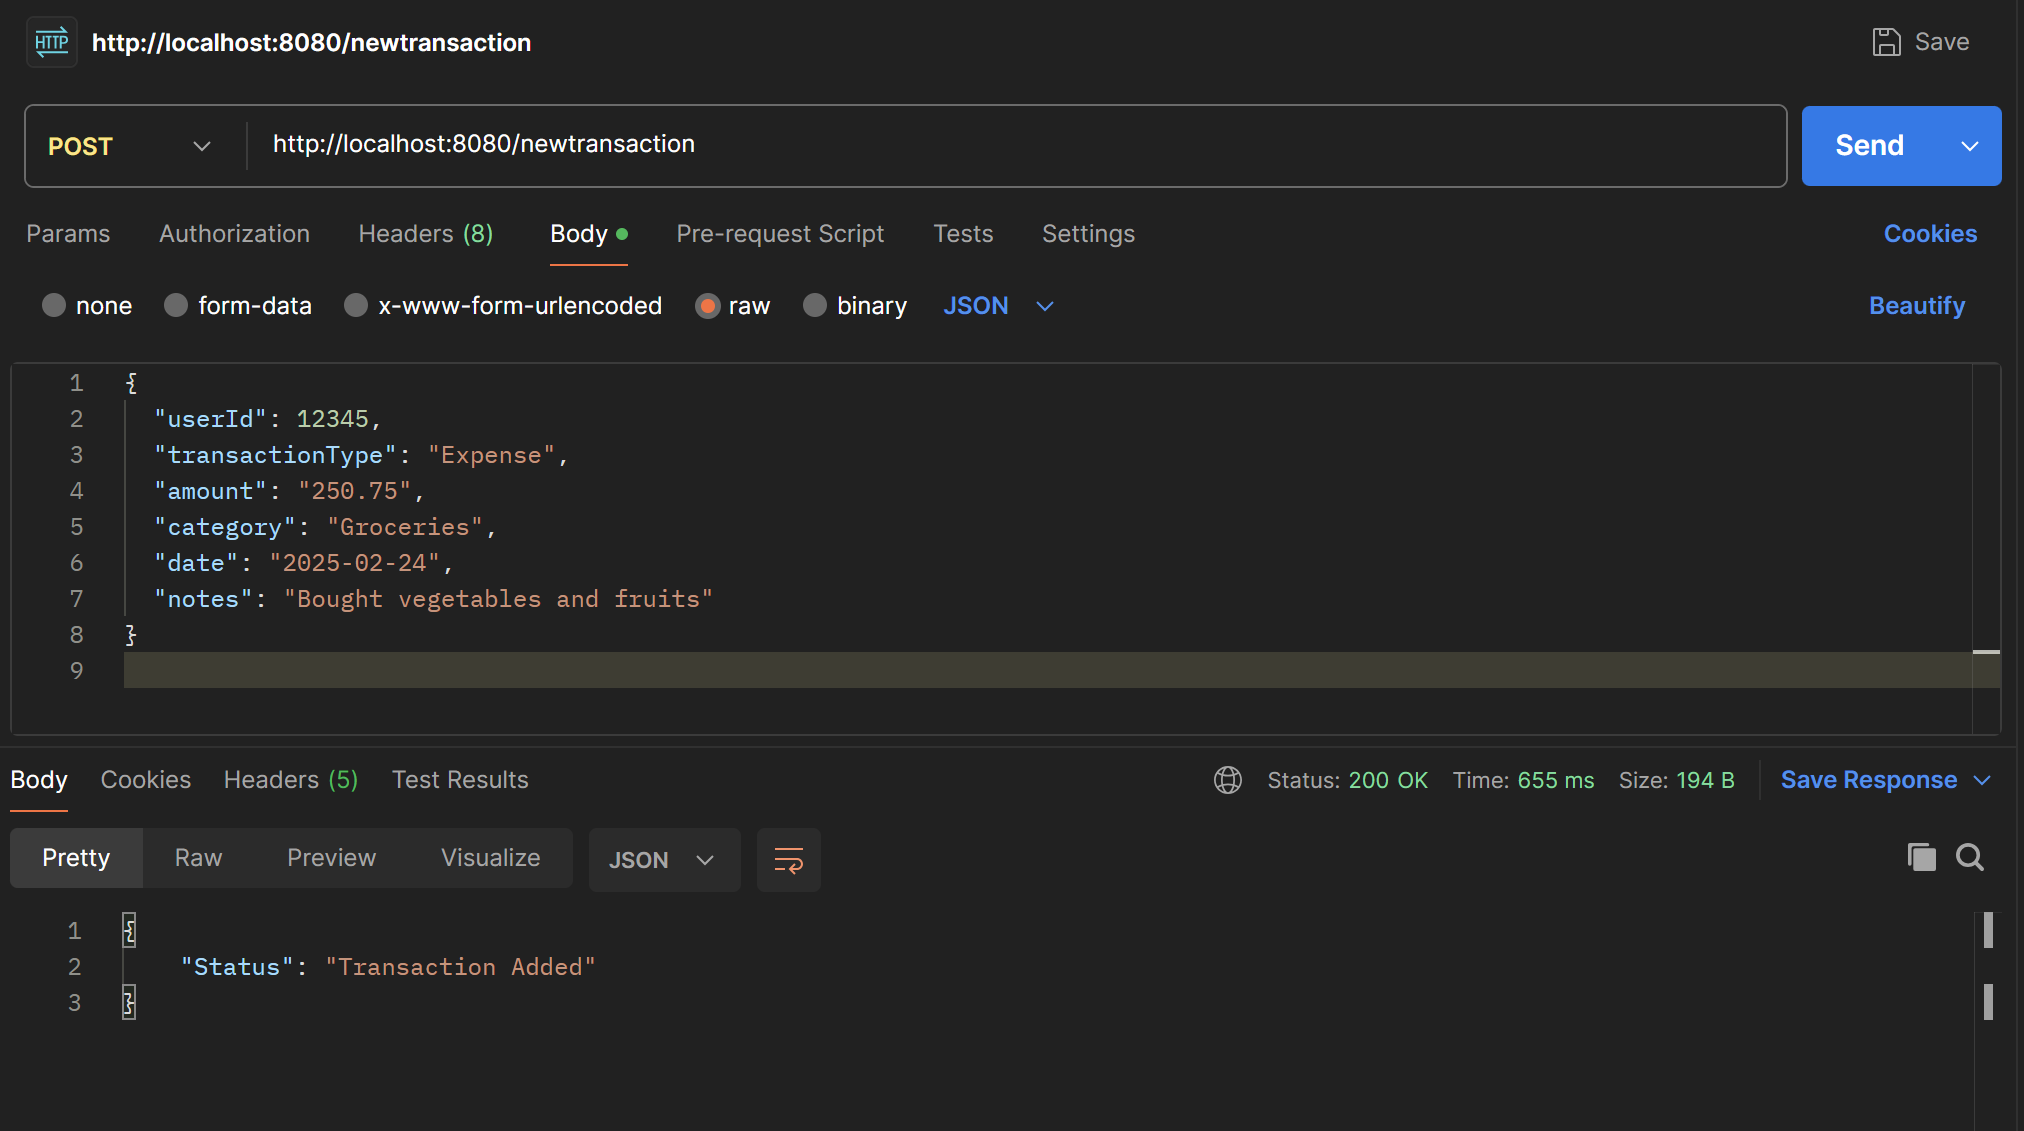 HTTP http://localhost:8080/newtransaction Save
POST http://localhost:8080/newtransaction Send
Params Authorization Headers (8) Body Pre-request Script Tests Settings Cookies
none form-data x-www-form-urlencoded raw binary JSON Beautify
1 {
2 "userId": 12345,
3 "transactionType": "Expense",
4 "amount": "250.75",
5 "category": "Groceries",
6 "date": "2025-02-24",
7 "notes": "Bought vegetables and fruits"
8 }
9
Body Cookies Headers (5) Test Results Status: 200 OK Time: 655 ms Size: 194 B Save Response
Pretty Raw Preview Visualize JSON
1 {
2 "Status": "Transaction Added"
3 }